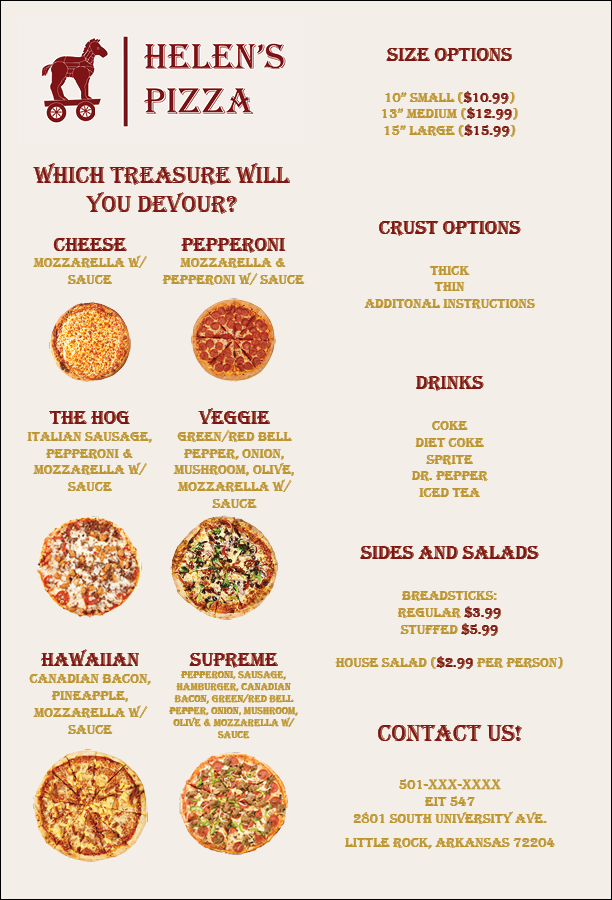 HELEN'S
PIZZA
WHICH TREASURE WILL
YOU DEVOUR?
CHEESE
MOZZARELLA W/
SAUCE
PEPPERONI
MOZZARELLA &
PEPPERONI W/ SAUCE
THE HOG
ITALIAN SAUSAGE,
PEPPERONI &
MOZZARELLA W/
SAUCE
VEGGIE
GREEN/RED BELL
PEPPER, ONION,
MUSHROOM, OLIVE,
MOZZARELLA W/
SAUCE
HAWAIIAN
CANADIAN BACON,
PINEAPPLE,
MOZZARELLA W/
SAUCE
SUPREME
PEPPERONI, SAUSAGE,
HAMBURGER, CANADIAN
BACON, GREEN/RED BELL
PEPPER, ONION, MUSHROOM,
OLIVE & MOZZARELLA W/
SAUCE
SIZE OPTIONS
10" SMALL ($10.99)
13" MEDIUM ($12.99)
15" LARGE ($15.99)
CRUST OPTIONS
THICK
THIN
ADDITONAL INSTRUCTIONS
DRINKS
COKE
DIET COKE
SPRITE
DR. PEPPER
ICED TEA
SIDES AND SALADS
BREADSTICKS:
REGULAR $3.99
STUFFED $5.99
HOUSE SALAD ($2.99 PER PERSON)
CONTACT US!
501-XXX-XXXX
EIT 547
2801 SOUTH UNIVERSITY AVE.
LITTLE ROCK, ARKANSAS 72204